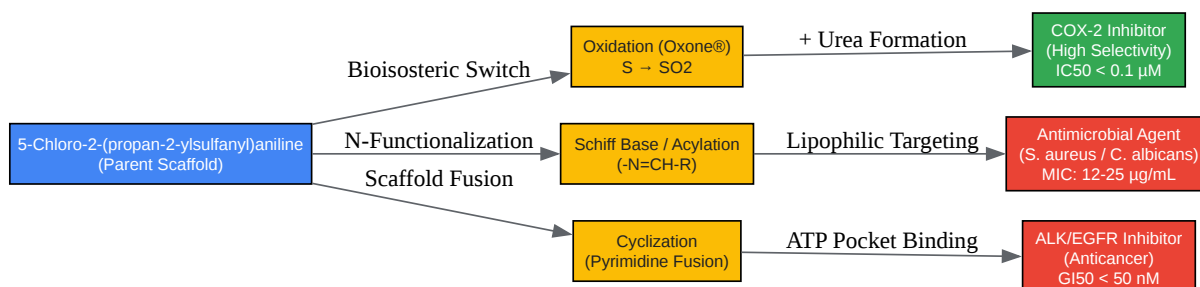 Bioisosteric Switch
Oxidation (Oxone®)
S → SO2
+ Urea Formation
COX-2 Inhibitor
(High Selectivity)
IC50 < 0.1 µM
5-Chloro-2-(propan-2-ylsulfanyl)aniline
(Parent Scaffold)
N-Functionalization
Schiff Base / Acylation
(-N=CH-R)
Lipophilic Targeting
Antimicrobial Agent
(S. aureus / C. albicans)
MIC: 12-25 µg/mL
Scaffold Fusion
Cyclization
(Pyrimidine Fusion)
ATP Pocket Binding
ALK/EGFR Inhibitor
(Anticancer)
GI50 < 50 nM